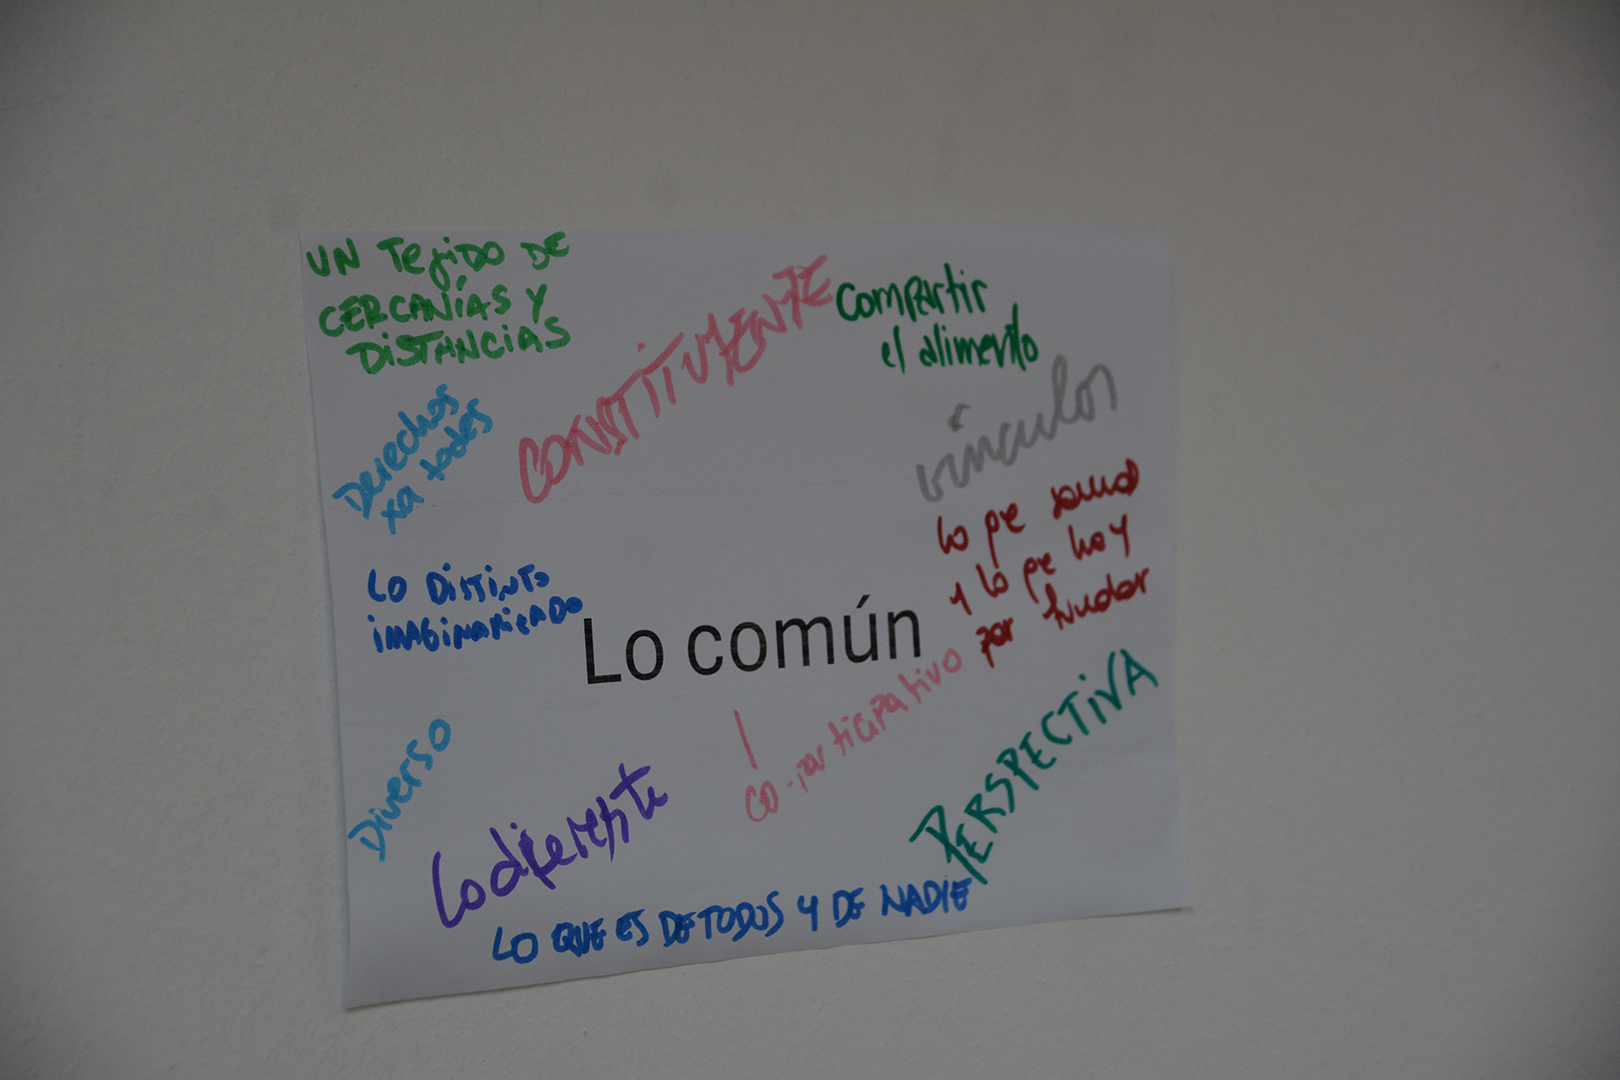 UN TEJIDO DE
CERCANÍAS Y
DISTANCIAS
CONSTITUYENTE
Compartir
el alimento
Derechos
xa todes
vínculos
Lo que somos
y lo que hay
por
LO DISTINTO
Lo común
co-participativo
Diverso
Lo diferente
PERSPECTIVA
LO QUE ES DE TODOS Y DE NADIE